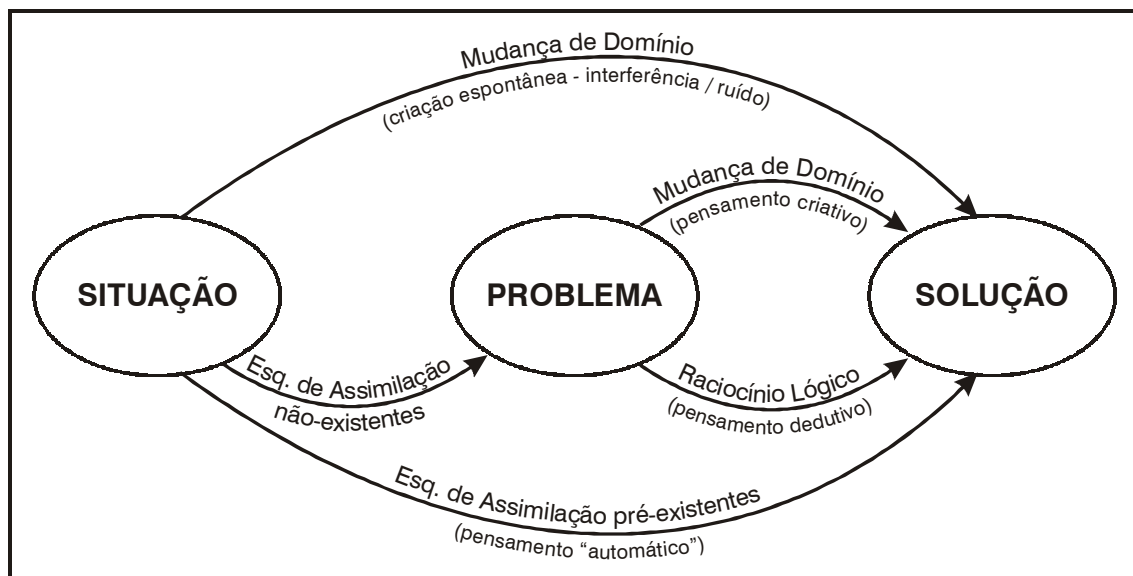 Mudança de Domínio
(criação espontânea - interferência / ruído)
Mudança de Domínio
(pensamento criativo)
SITUAÇÃO
PROBLEMA
SOLUÇÃO
Esq. de Assimilação
não-existentes
Raciocínio Lógico
(pensamento dedutivo)
Esq. de Assimilação pré-existentes
(pensamento “automático”)